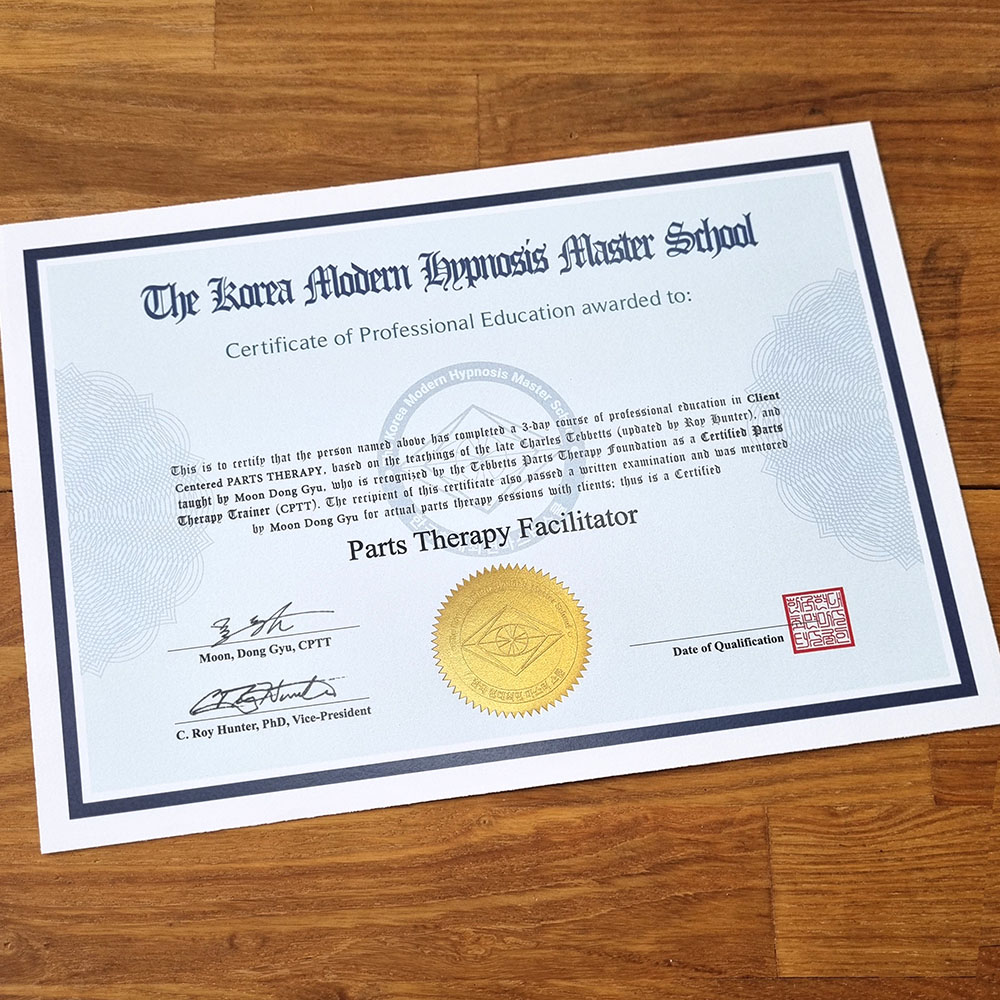 The Korea Modern Hypnosis Master School
Certificate of Professional Education awarded to:
Korea Modern Hypnosis Master Scho
This is to certify that the person named above has completed a 3-day course of professional education in Client
Centered PARTS THERAPY, based on the teachings of the late Charles Tebbetts (updated by Roy Hunter), and
taught by Moon Dong Gyu, who is recognized by the Tebbetts Parts Therapy Foundation as a Certified Parts
Therapy Trainer (CPTT). The recipient of this certificate also passed a written examination and was mentored
by Moon Dong Gyu for actual parts therapy sessions with clients; thus is a Certified
Parts Therapy Facilitator
Moon, Dong Gyu, CPTT
Date of Qualification
C. Roy Hunter, PhD, Vice-President